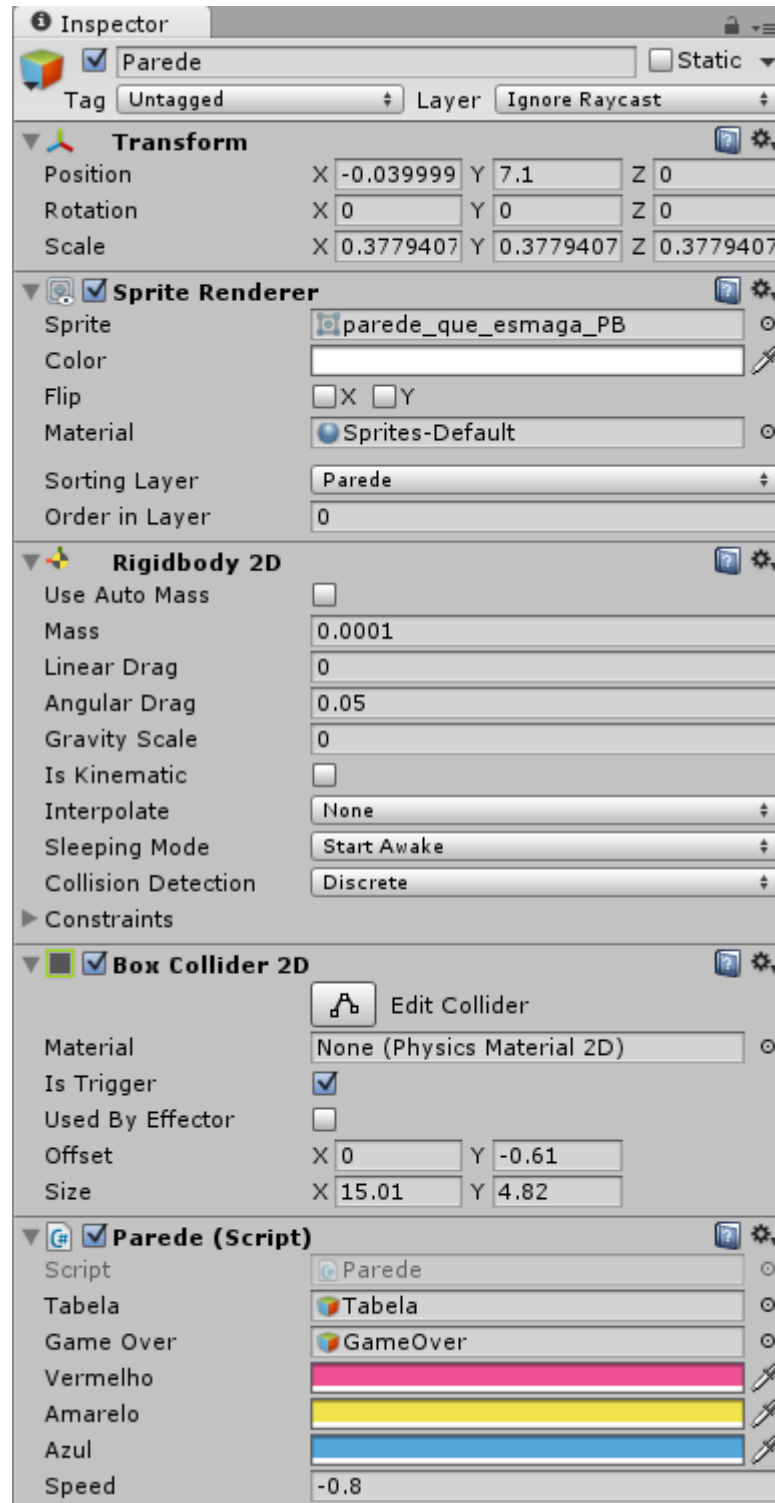 Inspector
Parede Static
Tag Untagged Layer Ignore Raycast
Transform
Position X -0.039999 Y 7.1 Z 0
Rotation X 0 Y 0 Z 0
Scale X 0.3779407 Y 0.3779407 Z 0.3779407
Sprite Renderer
Sprite parede_que_esmaga_PB
Color
Flip X Y
Material Sprites-Default
Sorting Layer Parede
Order in Layer 0
Rigidbody 2D
Use Auto Mass
Mass 0.0001
Linear Drag 0
Angular Drag 0.05
Gravity Scale 0
Is Kinematic
Interpolate None
Sleeping Mode Start Awake
Collision Detection Discrete
Constraints
Box Collider 2D
Edit Collider
Material None (Physics Material 2D)
Is Trigger
Used By Effector
Offset X 0 Y -0.61
Size X 15.01 Y 4.82
Parede (Script)
Script Parede
Tabela Tabela
Game Over GameOver
Vermelho
Amarelo
Azul
Speed -0.8